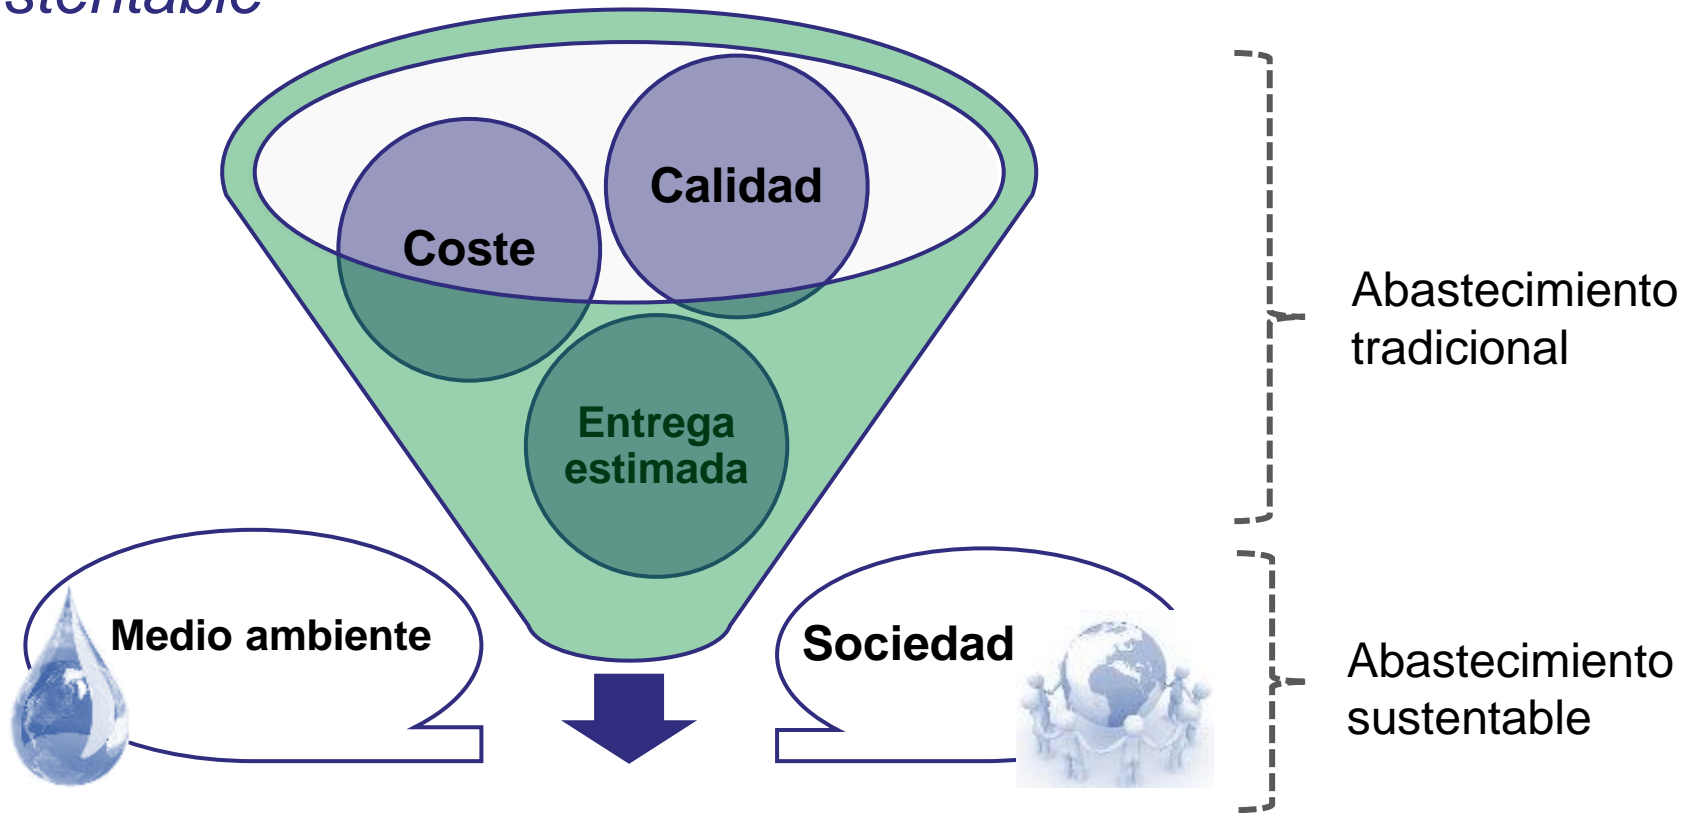 Calidad
Coste
Entrega
estimada
Abastecimiento
tradicional
Medio ambiente
Sociedad
Abastecimiento
sustentable